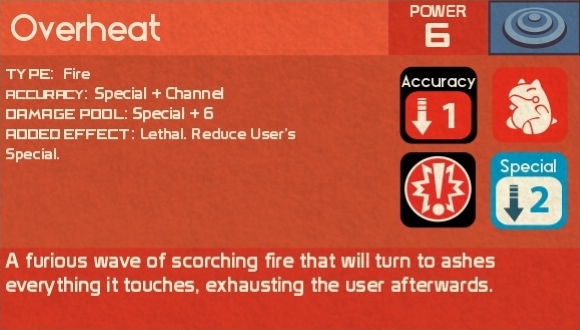 Overheat
POWER
6
TYPE: Fire
ACCURACY: Special + Channel
DAMAGE POOL: Special + 6
ADDED EFFECT: Lethal. Reduce User's
Special.
Accuracy
1
Special
2
A furious wave of scorching fire that will turn to ashes
everything it touches, exhausting the user afterwards.